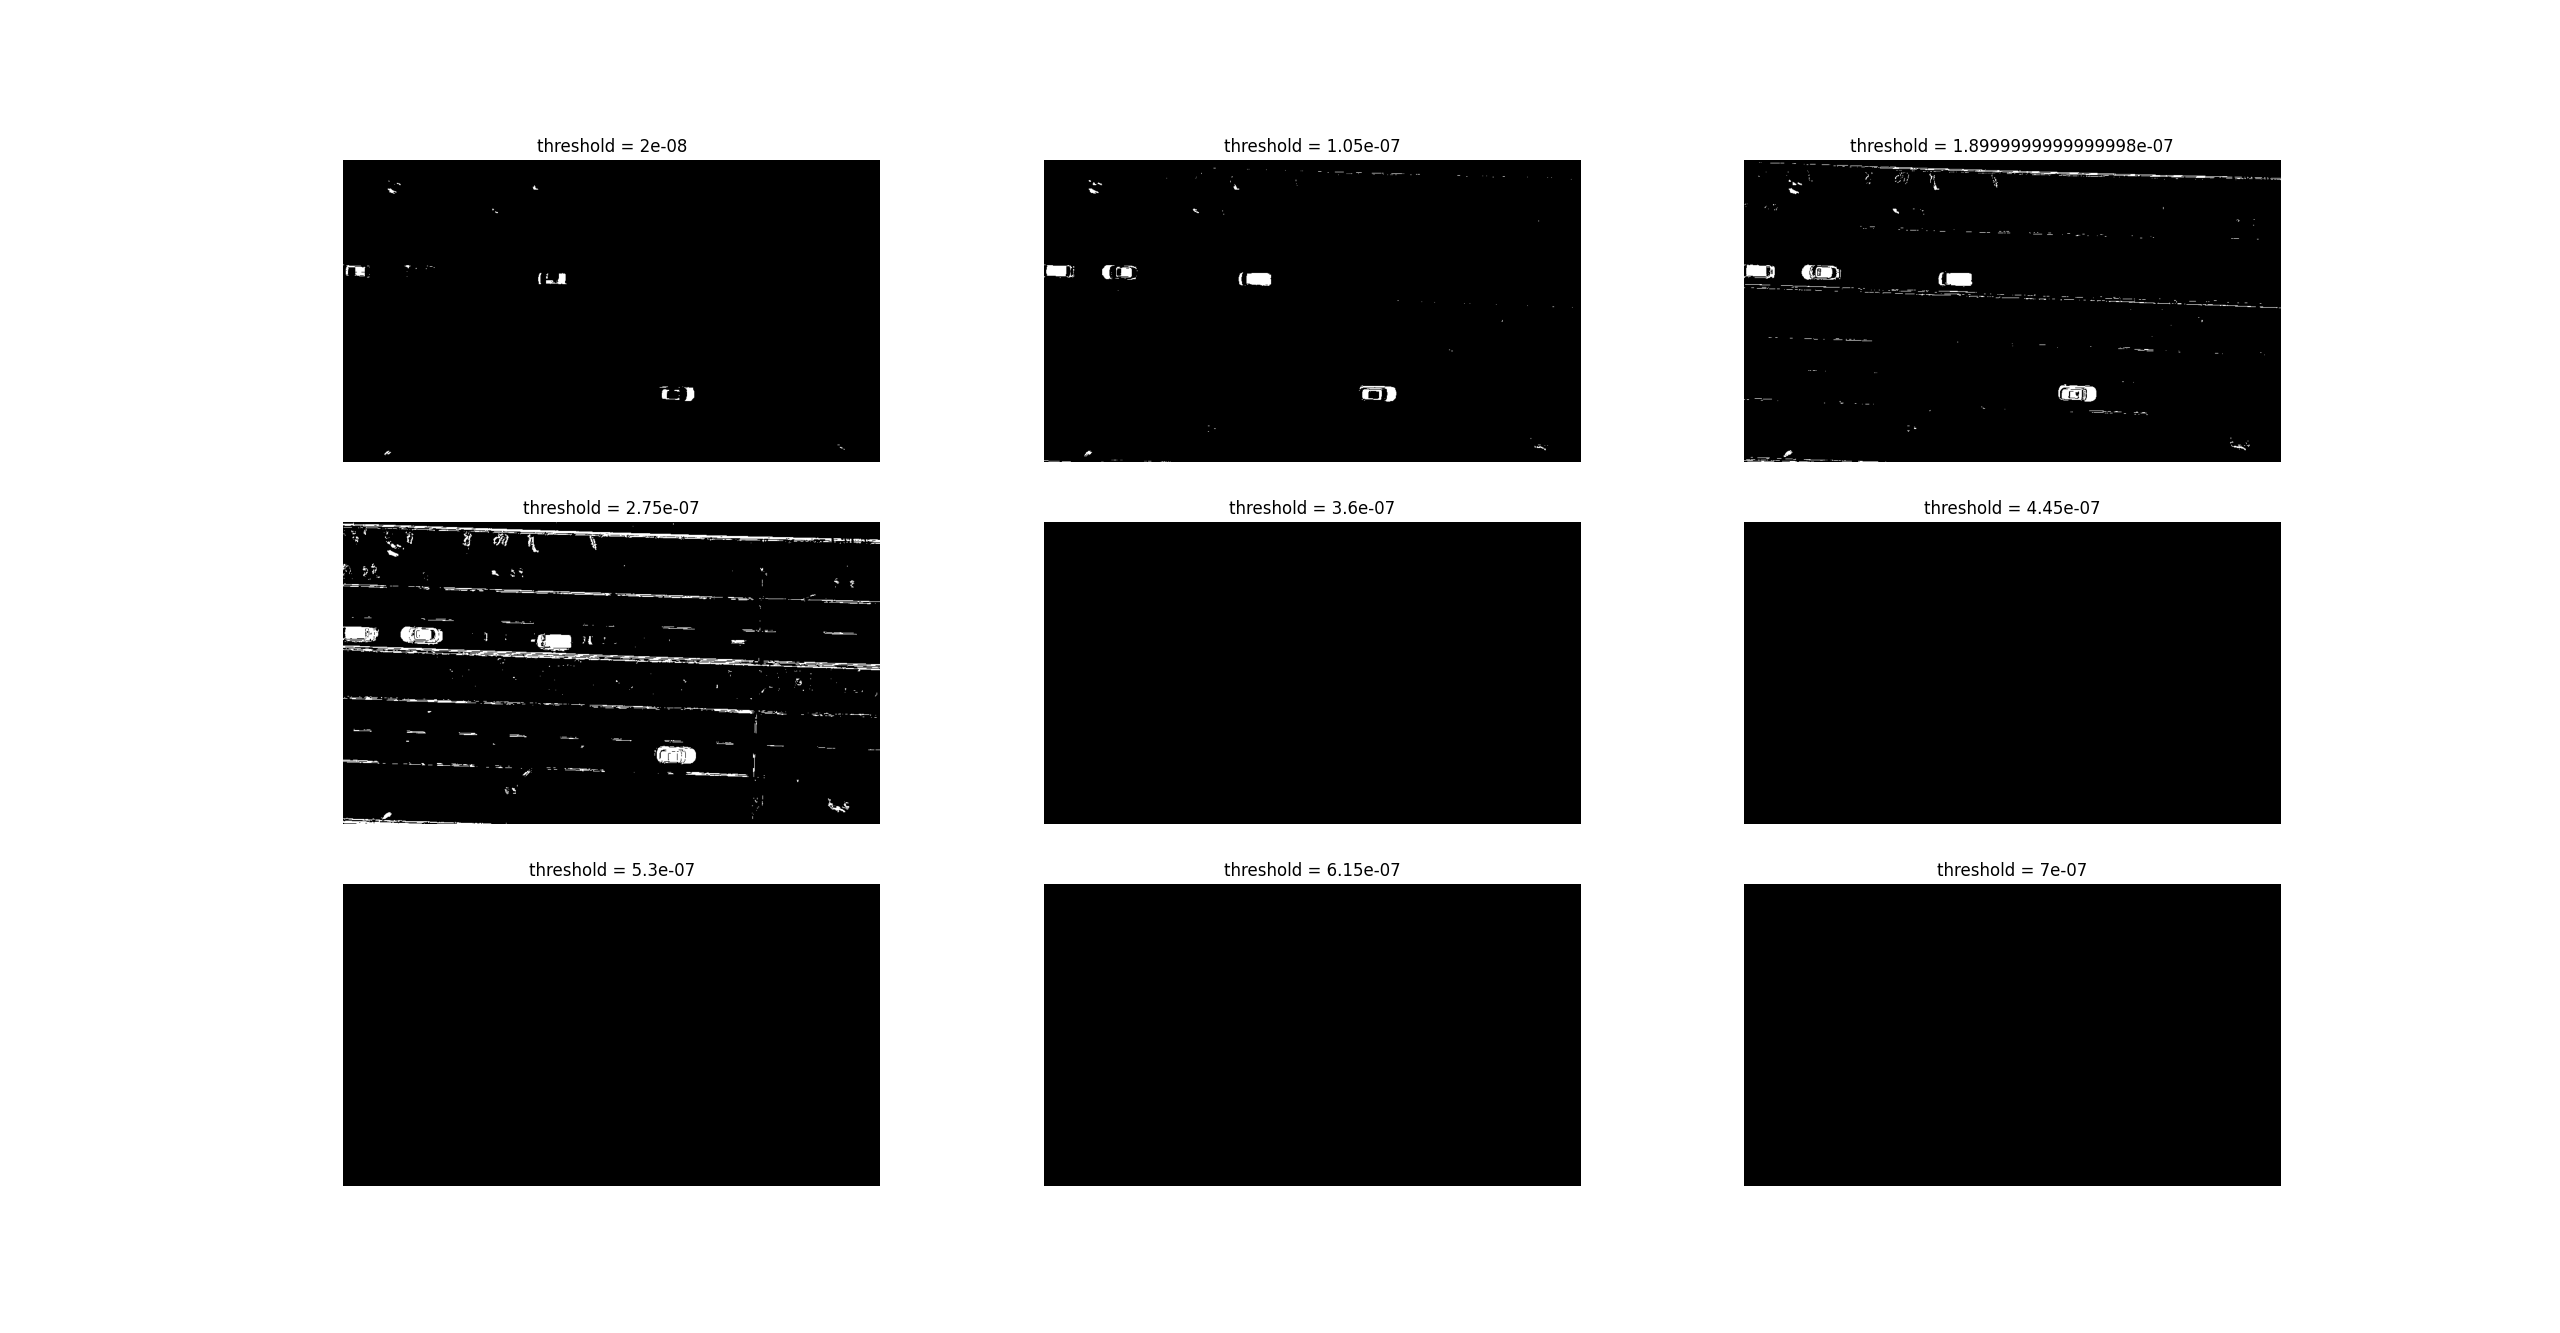 threshold = 2e-08
threshold = 1.05e-07
threshold = 1.8999999999999998e-07
threshold = 2.75e-07
threshold = 3.6e-07
threshold = 4.45e-07
threshold = 5.3e-07
threshold = 6.15e-07
threshold = 7e-07